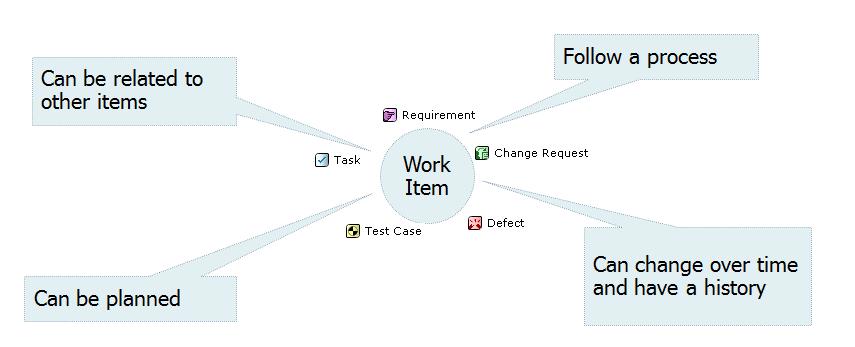 Follow a process
Can be related to
other items
Requirement
Task
Work
Item
Change Request
Test Case
Defect
Can change over time
and have a history
Can be planned